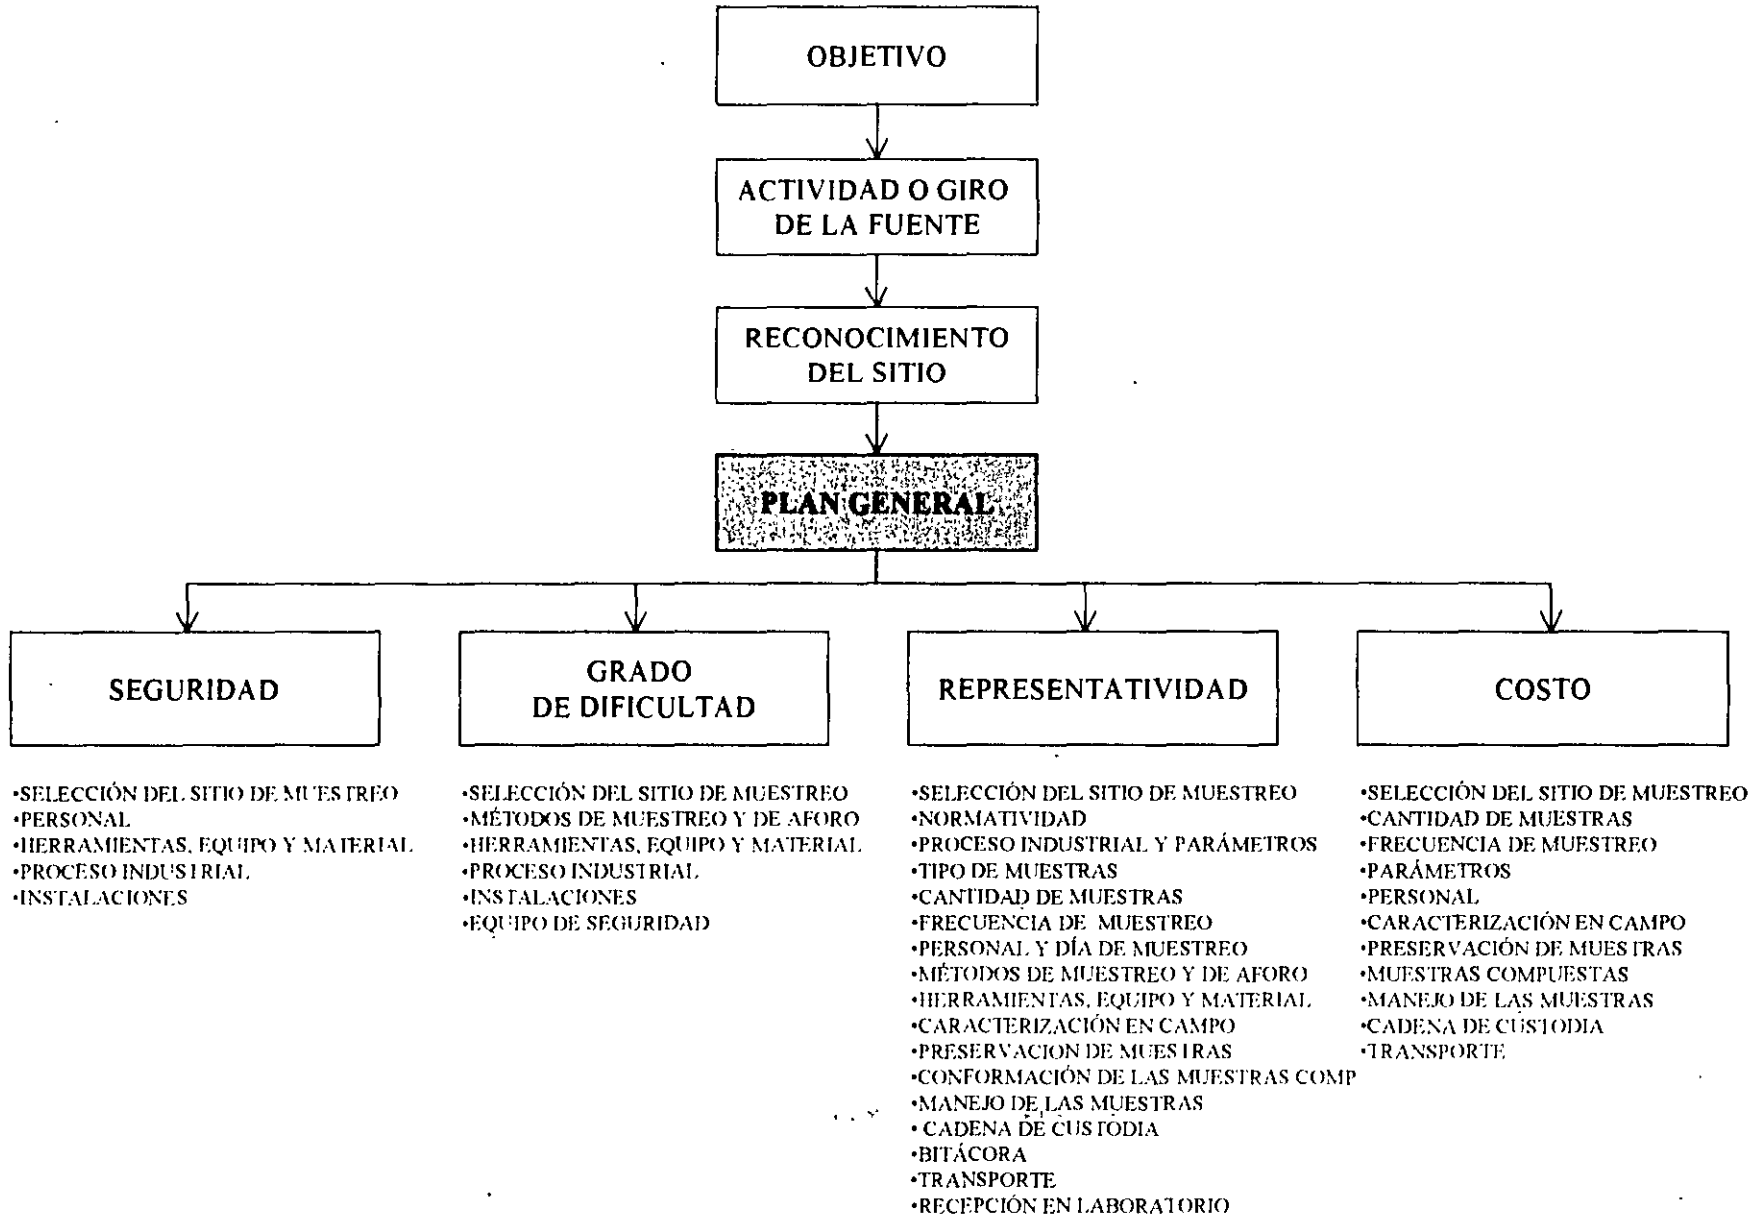 OBJETIVO
ACTIVIDAD O GIRO
DE LA FUENTE
RECONOCIMIENTO
DEL SITIO
PLAN GENERAL
SEGURIDAD
•SELECCIÓN DEL SITIO DE MUESTREO
•PERSONAL
•HERRAMIENTAS, EQUIPO Y MATERIAL
•PROCESO INDUSTRIAL
•INSTALACIONES
GRADO
DE DIFICULTAD
•SELECCIÓN DEL SITIO DE MUESTREO
•MÉTODOS DE MUESTREO Y DE AFORO
•HERRAMIENTAS, EQUIPO Y MATERIAL
•PROCESO INDUSTRIAL
•INSTALACIONES
•EQUIPO DE SEGURIDAD
REPRESENTATIVIDAD
•SELECCIÓN DEL SITIO DE MUESTREO
•NORMATIVIDAD
•PROCESO INDUSTRIAL Y PARÁMETROS
•TIPO DE MUESTRAS
•CANTIDAD DE MUESTRAS
•FRECUENCIA DE MUESTREO
•PERSONAL Y DÍA DE MUESTREO
•MÉTODOS DE MUESTREO Y DE AFORO
•HERRAMIENTAS, EQUIPO Y MATERIAL
•CARACTERIZACIÓN EN CAMPO
•PRESERVACION DE MUESTRAS
•CONFORMACIÓN DE LAS MUESTRAS COMP
•MANEJO DE LAS MUESTRAS
• CADENA DE CUSTODIA
•BITÁCORA
•TRANSPORTE
•RECEPCIÓN EN LABORATORIO
COSTO
•SELECCIÓN DEL SITIO DE MUESTREO
•CANTIDAD DE MUESTRAS
•FRECUENCIA DE MUESTREO
•PARÁMETROS
•PERSONAL
•CARACTERIZACIÓN EN CAMPO
•PRESERVACIÓN DE MUESTRAS
•MUESTRAS COMPUESTAS
•MANEJO DE LAS MUESTRAS
•CADENA DE CUSTODIA
•TRANSPORTE